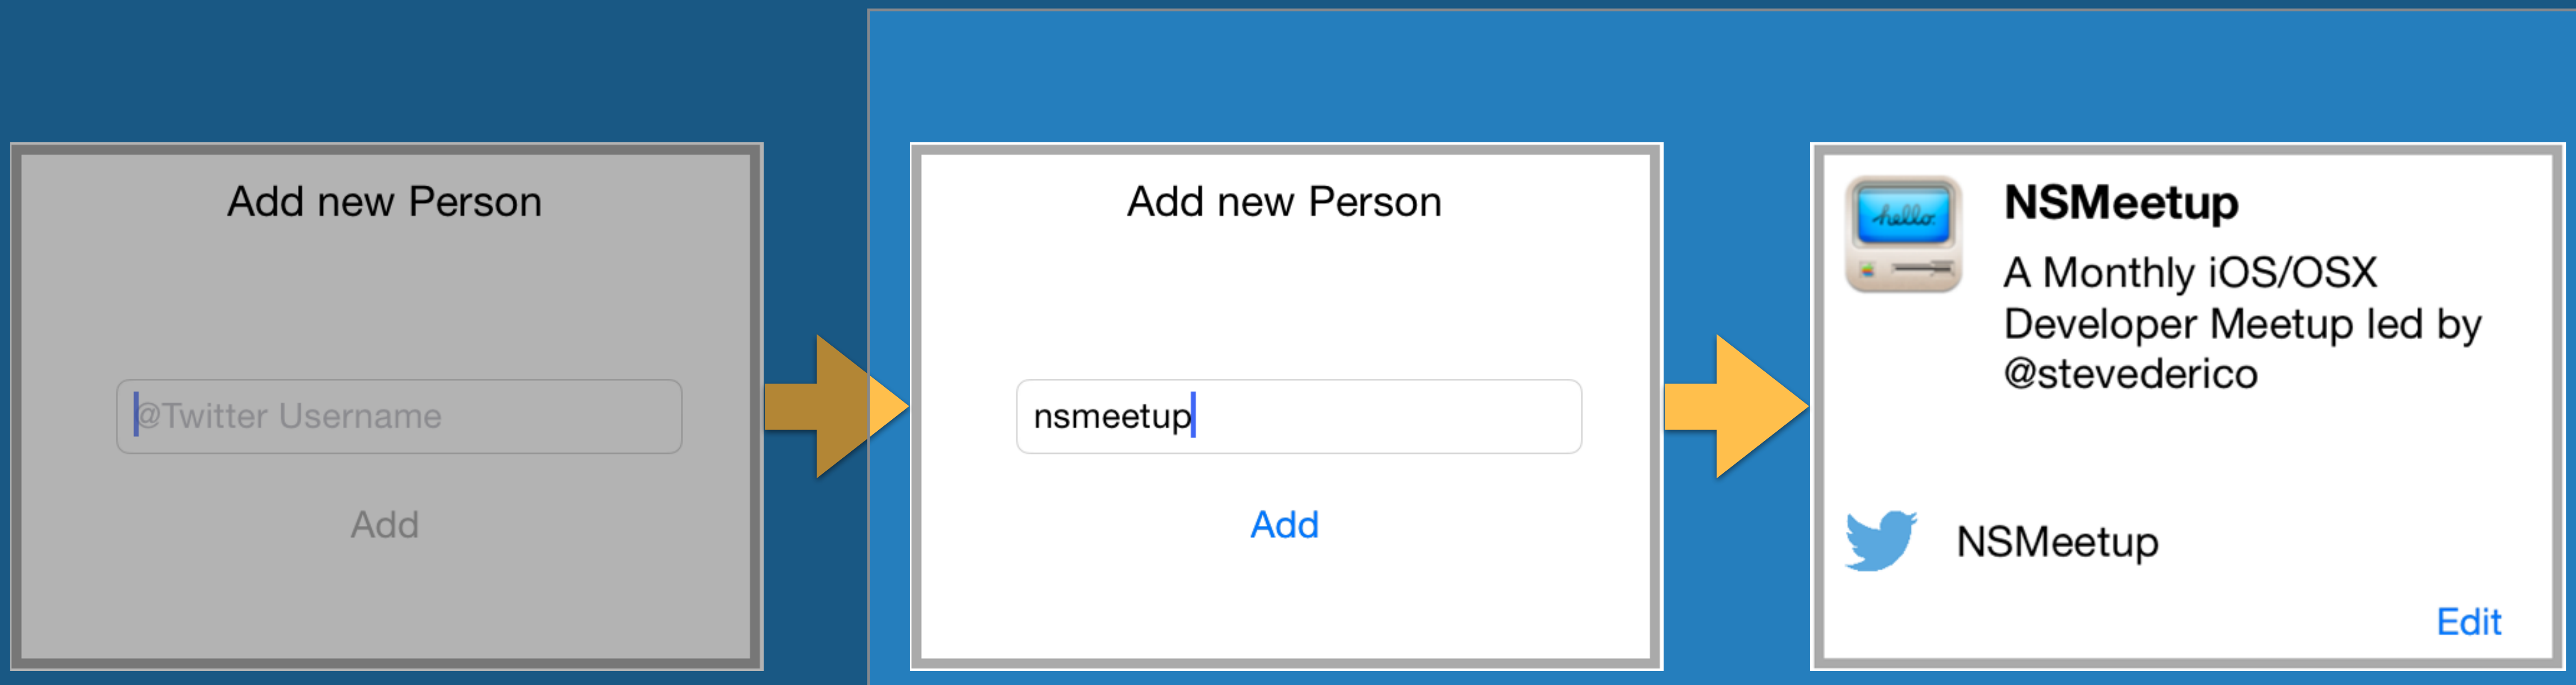 Add new Person
@Twitter Username
Add
Add new Person
nsmeetup
Add
hello.
NSMeetup
A Monthly iOS/OSX
Developer Meetup led by
@stevederico
NSMeetup
Edit